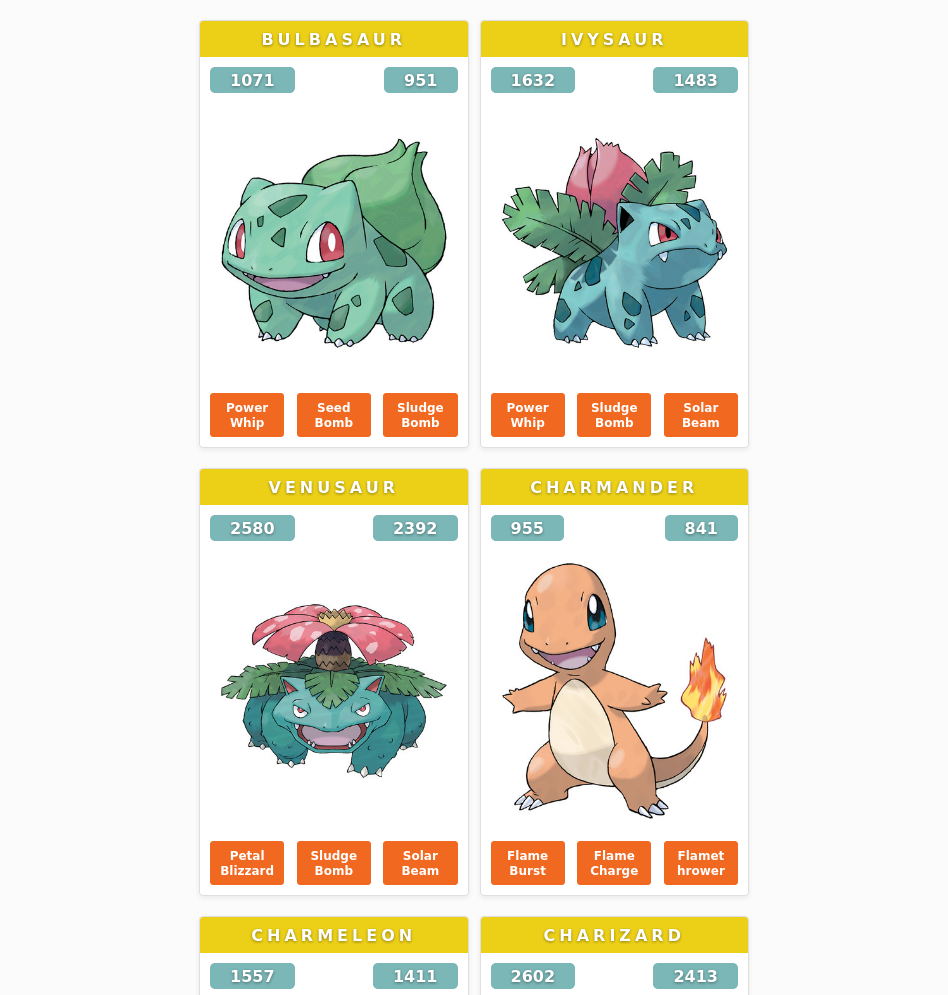 BULBASAUR
1071 951
Power Whip
Seed Bomb
Sludge Bomb
IVYSAUR
1632 1483
Power Whip
Sludge Bomb
Solar Beam
VENUSAUR
2580 2392
Petal Blizzard
Sludge Bomb
Solar Beam
CHARMANDER
955 841
Flame Burst
Flame Charge
Flamet
hrower
CHARMELEON
1557 1411
CHARIZARD
2602 2413